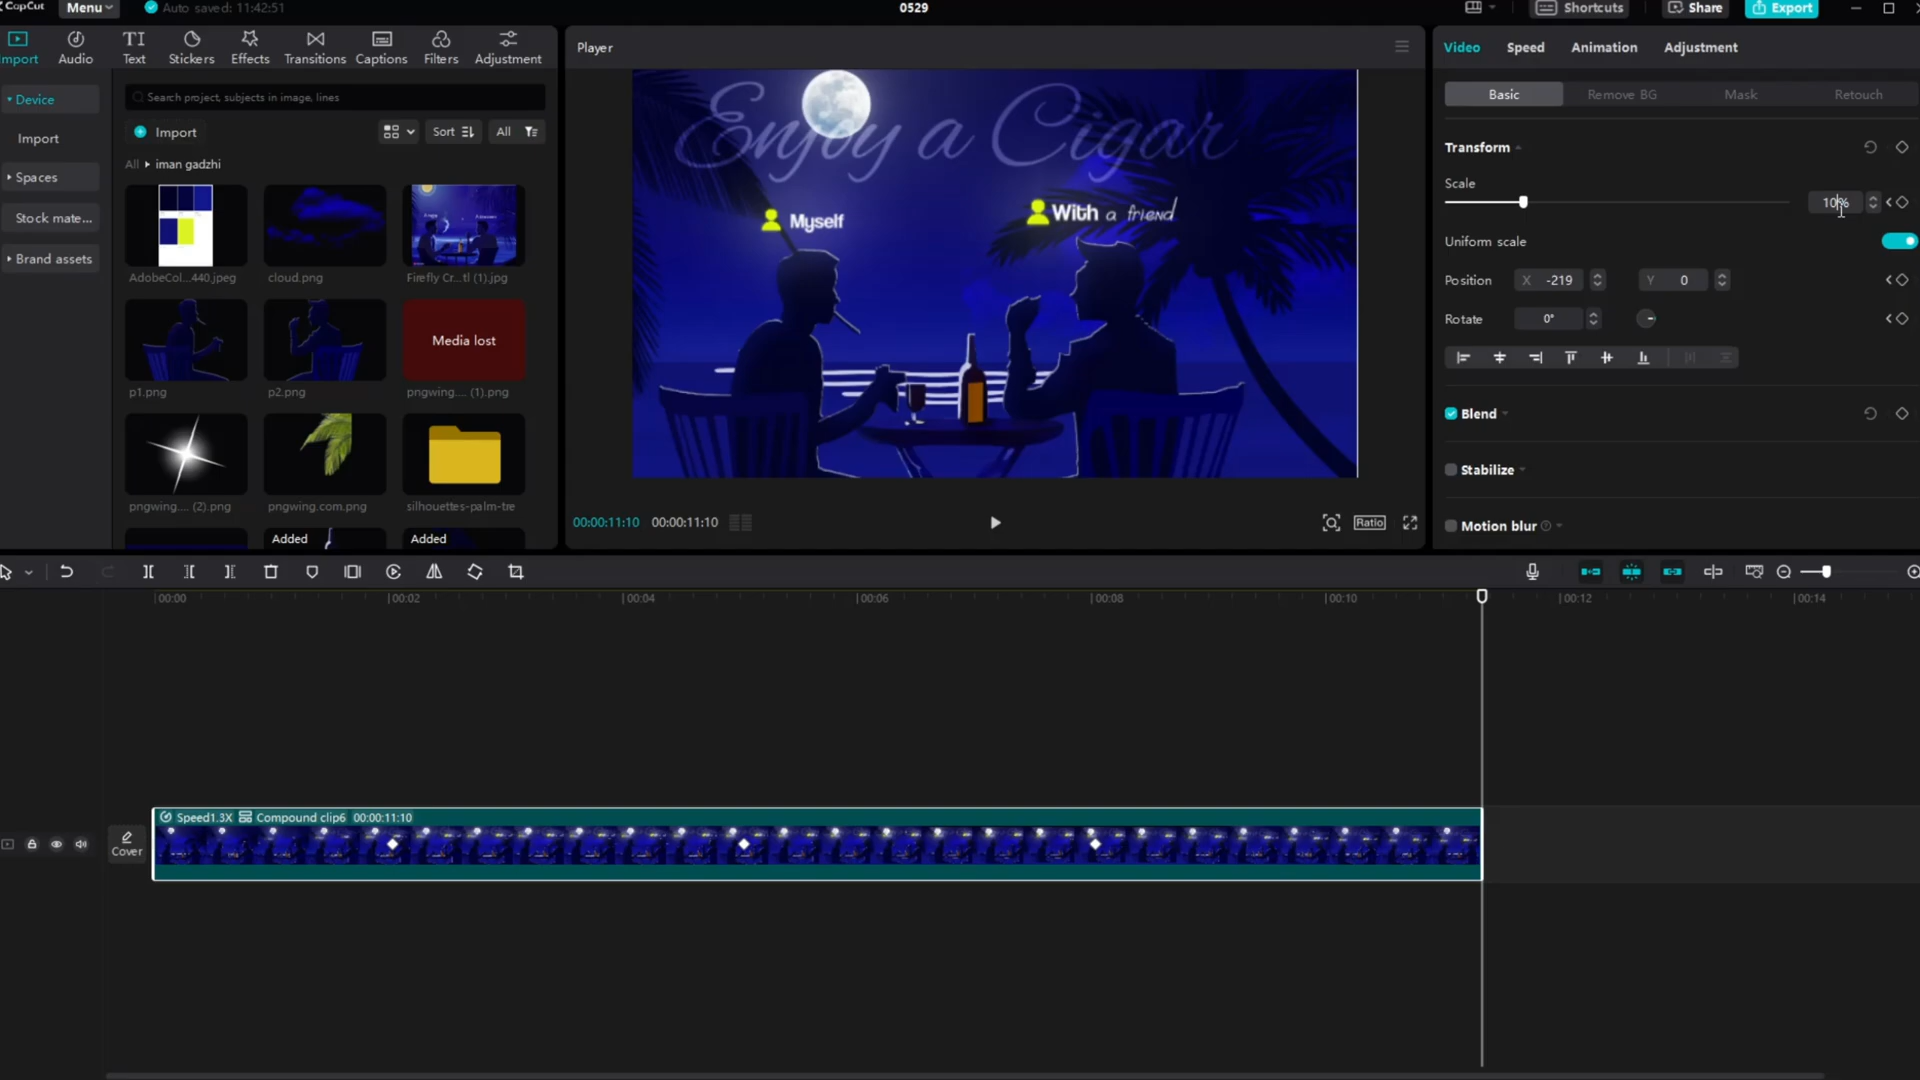 CapCut
Menu
Auto saved: 11:42:51
0529
Shortcuts
Share
Export
Import
Audio
Text
Stickers
Effects
Transitions
Captions
Filters
Adjustment
Device
Import
Spaces
Stock mate...
Brand assets
Search project, subjects in image, lines
Import
Sort
All
All
iman gadzhi
AdobeCol...440.jpeg
cloud.png
Firefly Cr...tl (1).jpg
Media lost
p1.png
p2.png
pngwing.... (1).png
pngwing.... (2).png
pngwing.com.png
silhouettes-palm-tre
Added
Added
Player
Enjoy a Cigar
Myself
With a friend
00:00:11:10
00:00:11:10
Ratio
Video
Speed
Animation
Adjustment
Basic
Remove BG
Mask
Retouch
Transform
Scale
10%
Uniform scale
Position
X -219
Y 0
Rotate
0°
Blend
Stabilize
Motion blur
00:00
00:02
00:04
00:06
00:08
00:10
00:12
00:14
Cover
Speed1.3X
Compound clip6
00:00:11:10